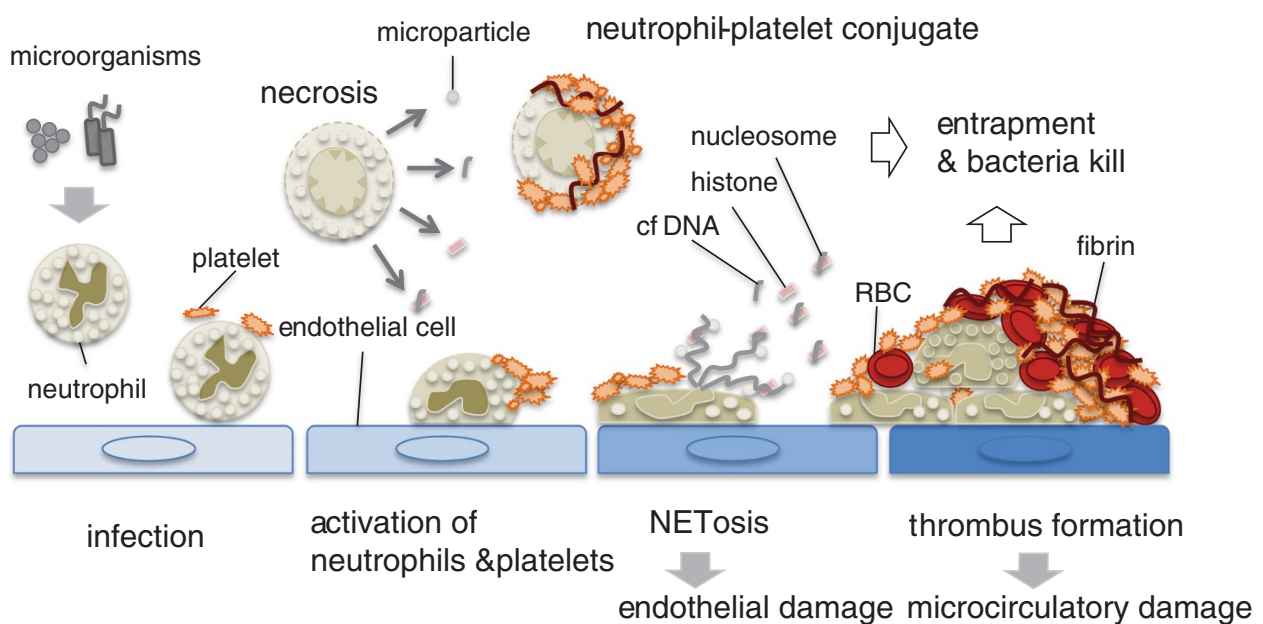 microorganisms
neutrophil
platelet
necrosis
microparticle
endothelial cell
neutrophil-platelet conjugate
nucleosome
histone
cf DNA
entrapment
& bacteria kill
RBC
fibrin
infection
activation of
neutrophils &platelets
NETosis
endothelial damage
thrombus formation
microcirculatory damage